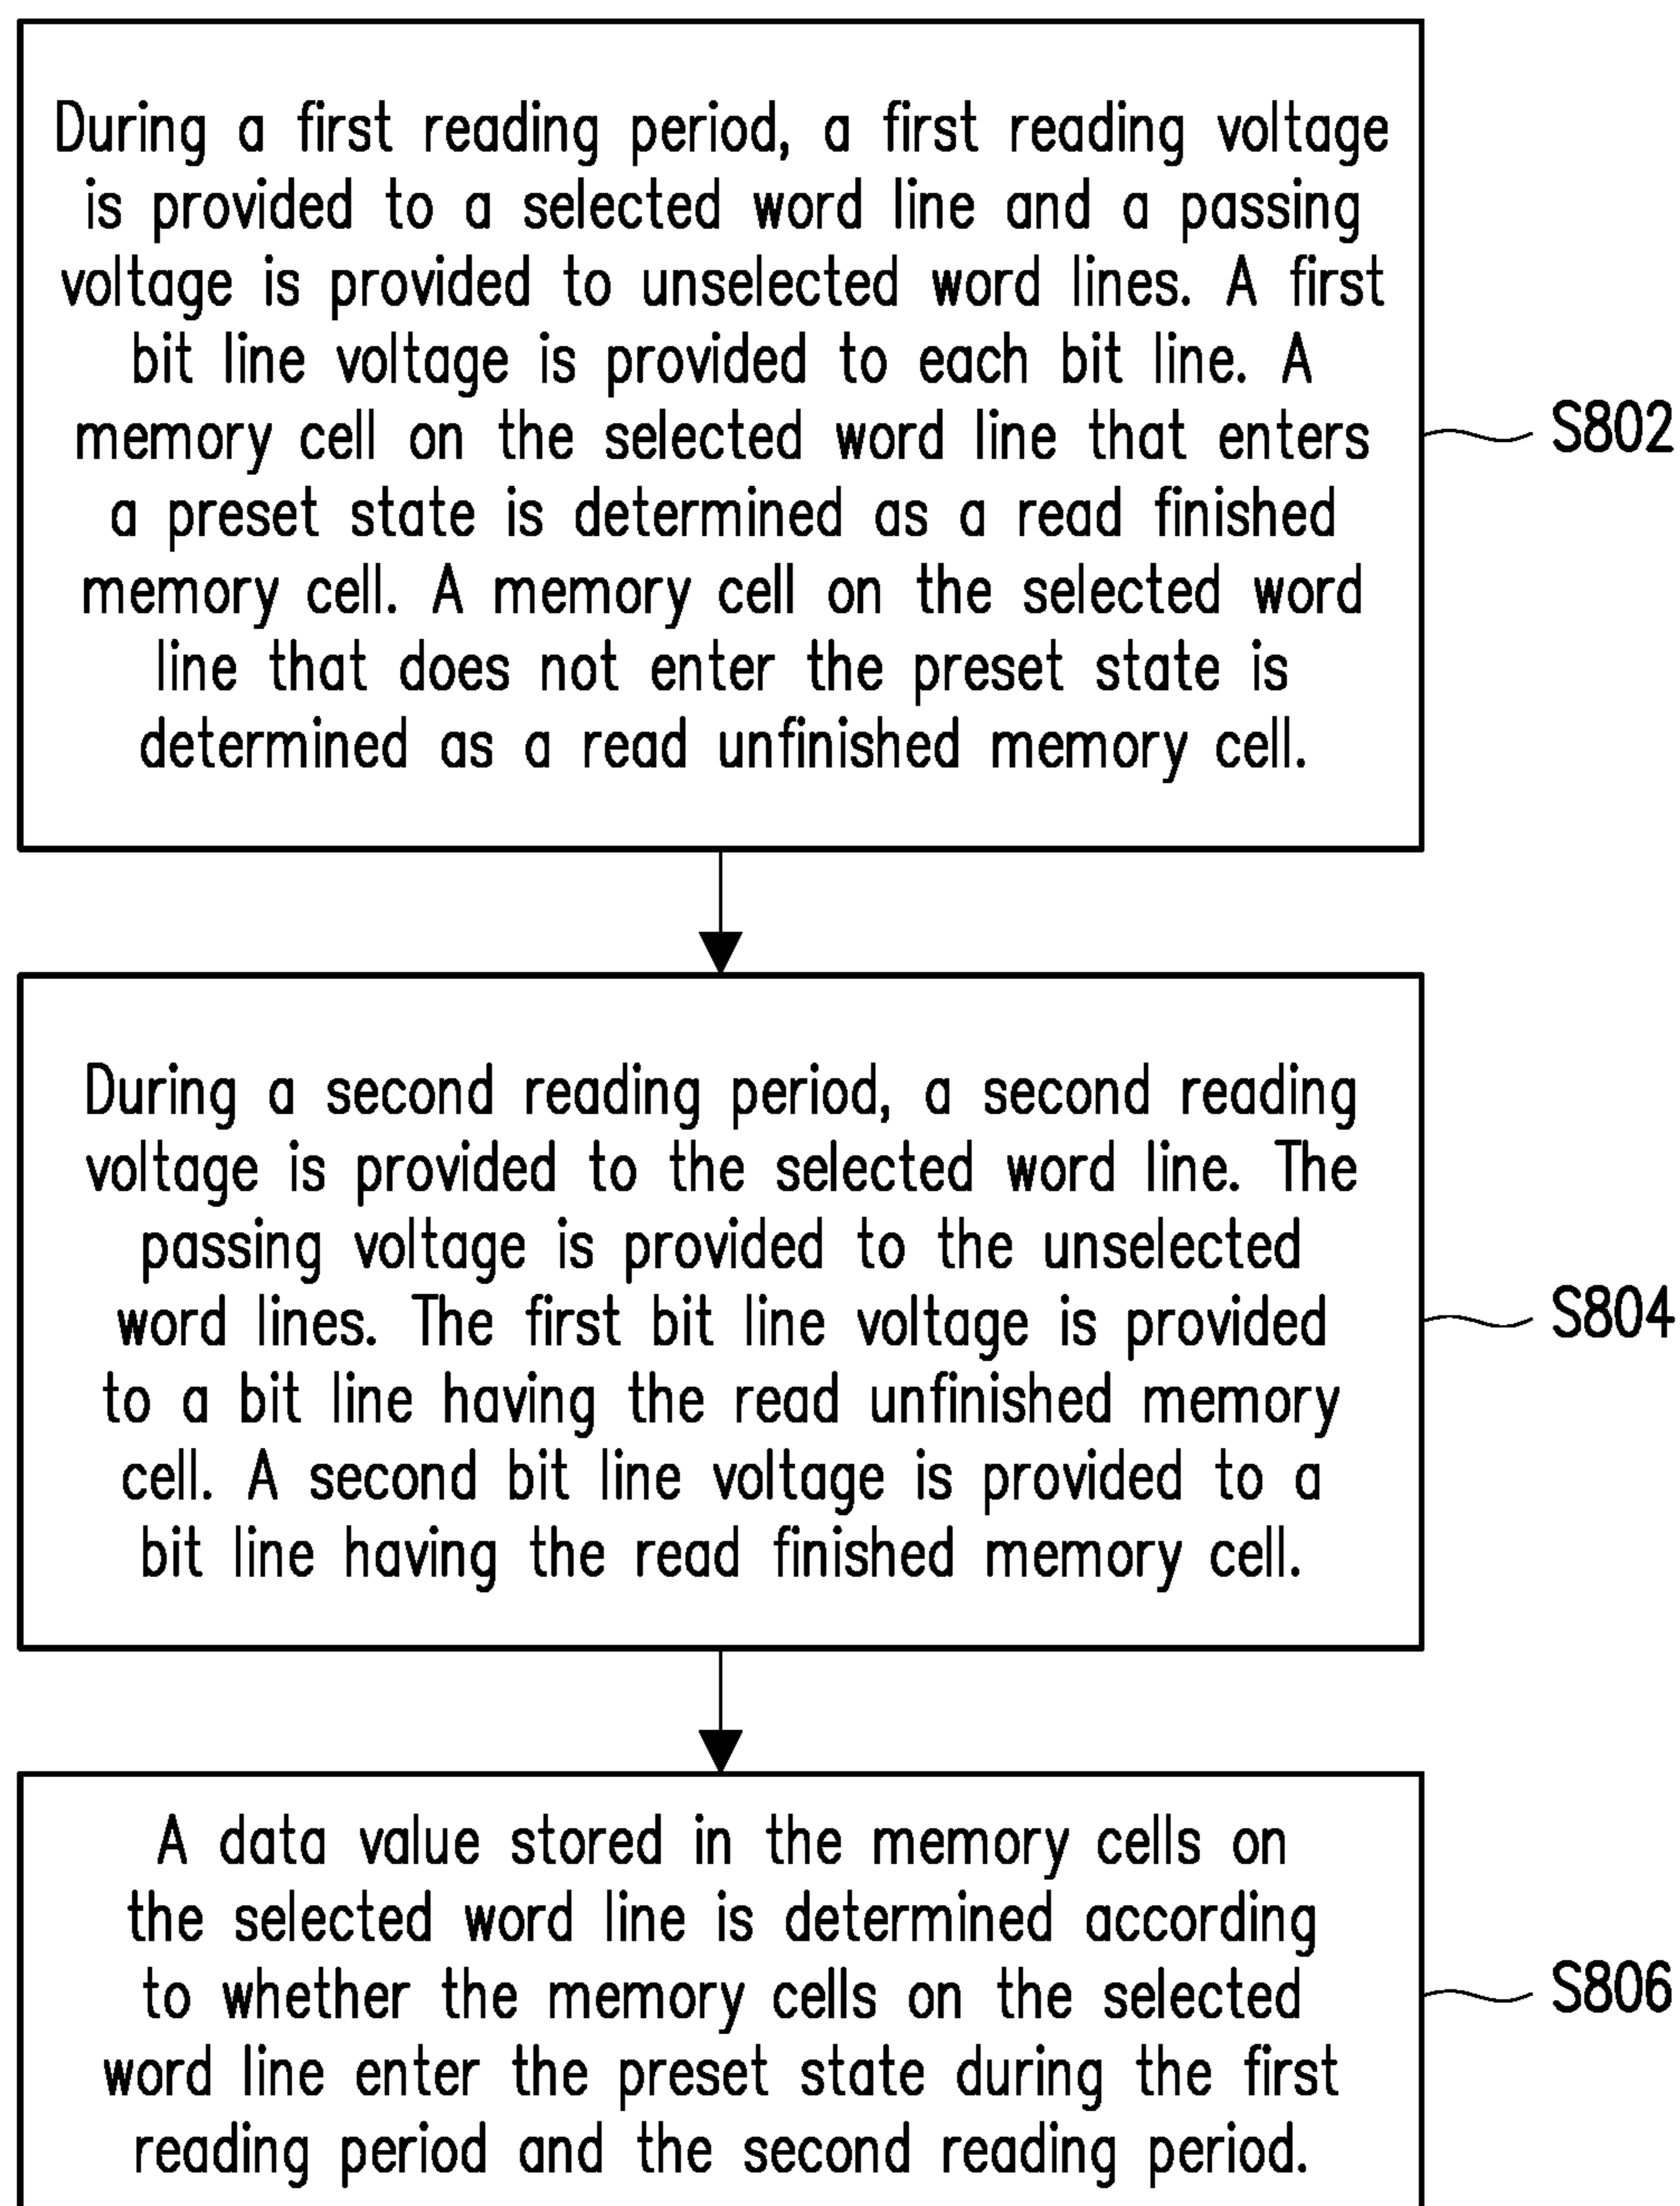 During a first reading period, a first reading voltage
is provided to a selected word line and a passing
voltage is provided to unselected word lines. A first
bit line voltage is provided to each bit line. A
memory cell on the selected word line that enters
a preset state is determined as a read finished
memory cell. A memory cell on the selected word
line that does not enter the preset state is
determined as a read unfinished memory cell.
S802
During a second reading period, a second reading
voltage is provided to the selected word line. The
passing voltage is provided to the unselected
word lines. The first bit line voltage is provided
to a bit line having the read unfinished memory
cell. A second bit line voltage is provided to a
bit line having the read finished memory cell.
S804
A data value stored in the memory cells on
the selected word line is determined according
to whether the memory cells on the selected
word line enter the preset state during the first
reading period and the second reading period.
S806